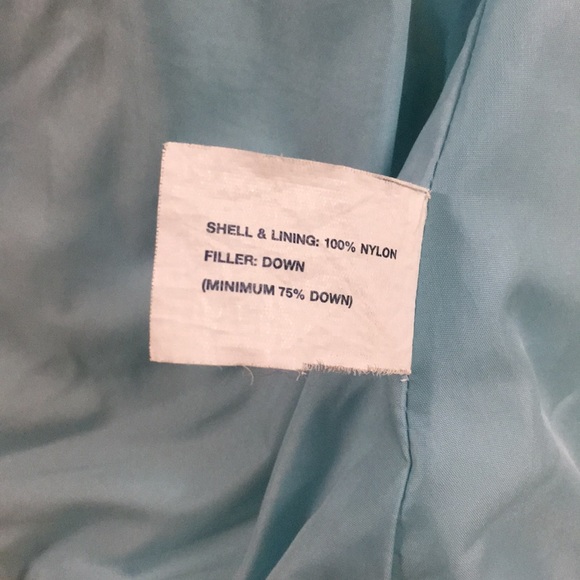 SHELL & LINING: 100% NYLON
FILLER: DOWN
(MINIMUM 75% DOWN)